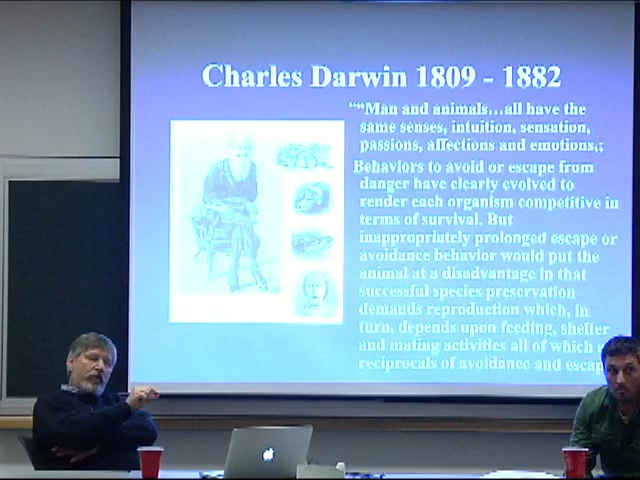 Charles Darwin 1809 - 1882
““Man and animals…all have the
same senses, intuition, sensation,
passions, affections and emotions,;
Behaviors to avoid or escape from
danger have clearly evolved to
render each organism competitive in
terms of survival. But
inappropriately prolonged escape or
avoidance behavior would put the
animal at a disadvantage in that
successful species preservation
demands reproduction which, in
turn, depends upon feeding, shelter
and mating activities all of which
reciprocals of avoidance and escape